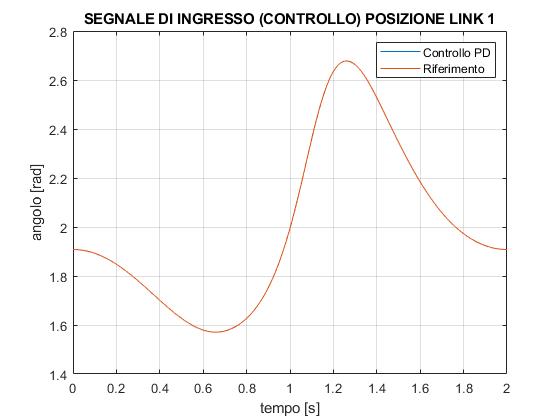 SEGNALE DI INGRESSO (CONTROLLO) POSIZIONE LINK 1
Controllo PD
Riferimento
angolo [rad]
2.8
2.6
2.4
2.2
2
1.8
1.6
1.4
0 0.2 0.4 0.6 0.8 1 1.2 1.4 1.6 1.8 2
tempo [s]